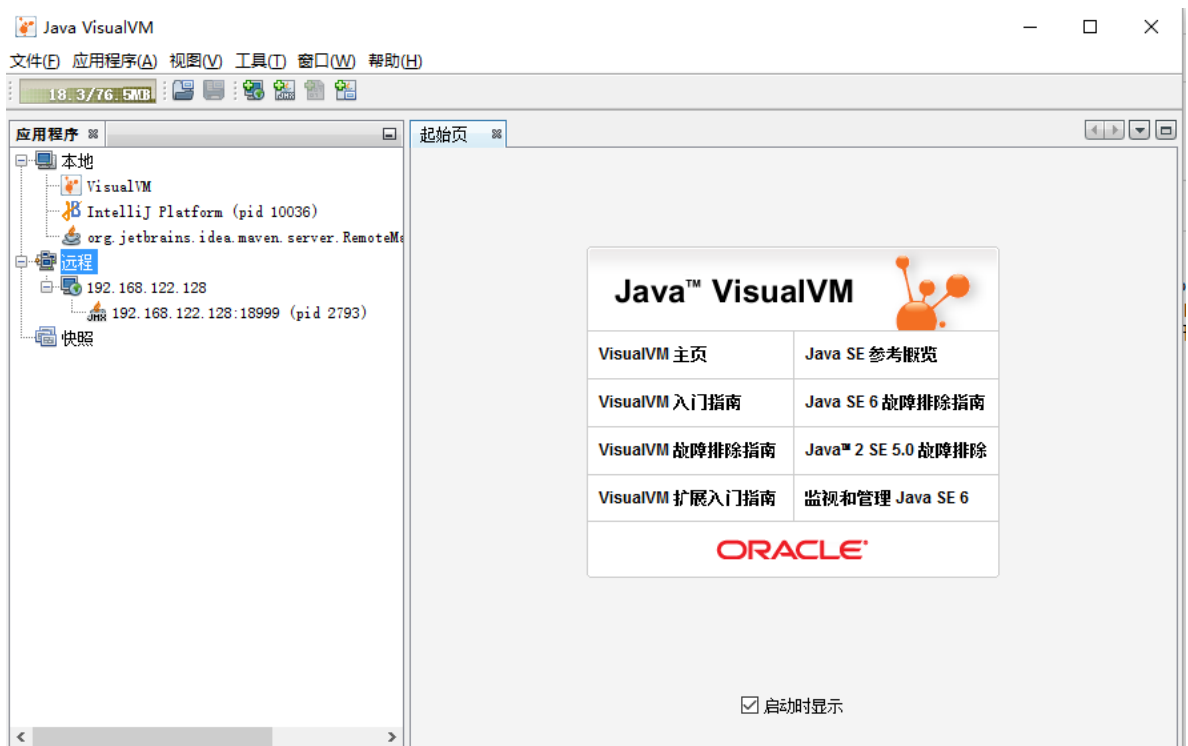 Java VisualVM
文件(F) 应用程序(A) 视图(V) 工具(T) 窗口(W) 帮助(H)
18.3/76.5MB
应用程序
起始页
本地
VisualVM
IntelliJ Platform (pid 10036)
org.jetbrains.idea.maven.server.RemoteMa
远程
192.168.122.128
JMX 192.168.122.128:18999 (pid 2793)
快照
Java™ VisualVM
VisualVM 主页 Java SE 参考概览
VisualVM 入门指南 Java SE 6 故障排除指南
VisualVM 故障排除指南 Java™ 2 SE 5.0 故障排除
VisualVM 扩展入门指南 监视和管理 Java SE 6
ORACLE
启动时显示